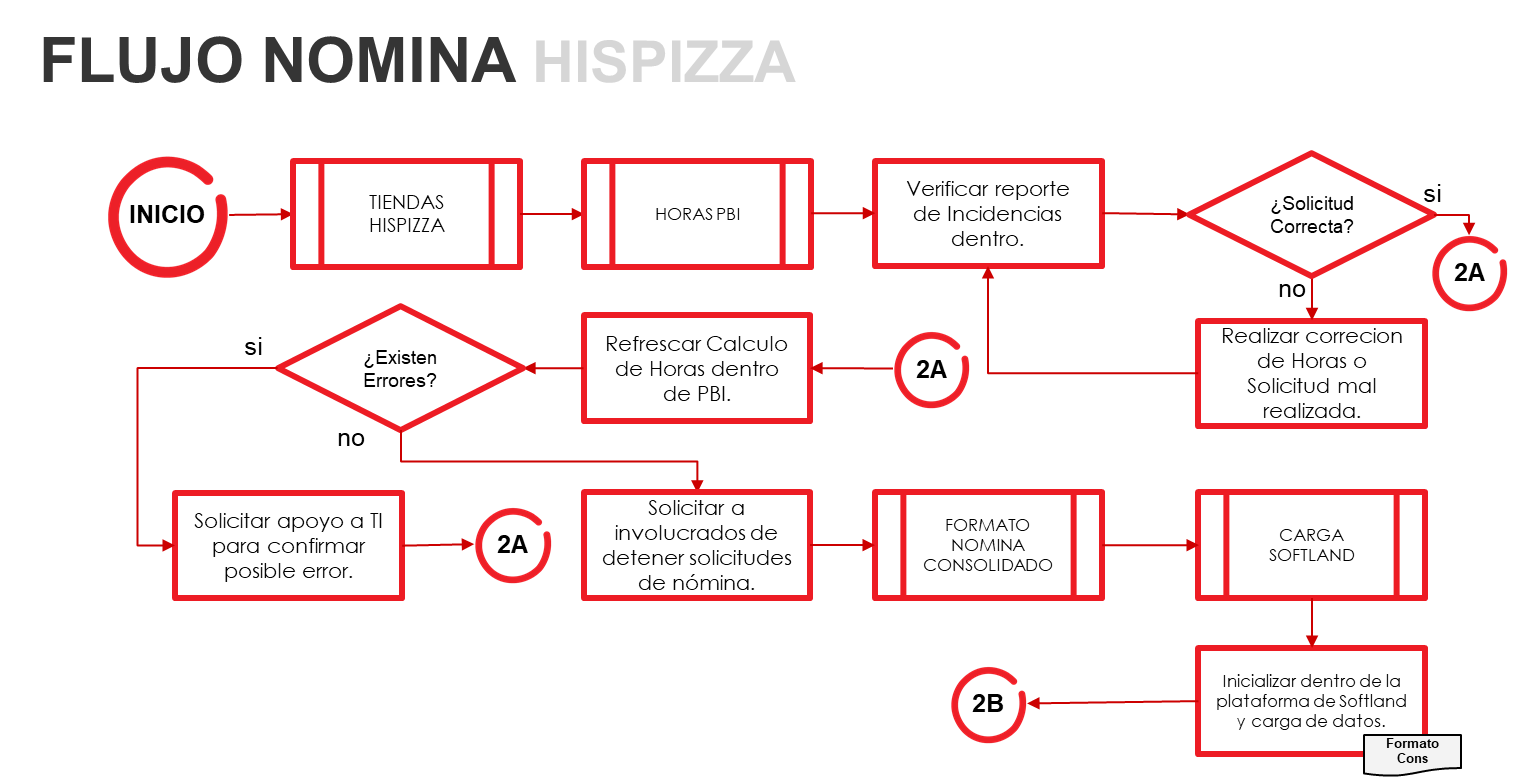 FLUJO NOMINA HISPIZZA
INICIO
TIENDAS
HISPIZZA
HORAS PBI
Verificar reporte
de Incidencias
dentro.
¿Solicitud
Correcta?
si
2A
no
Realizar correcion
de Horas o
Solicitud mal
realizada.
2A
Refrescar Calculo
de Horas dentro
de PBI.
¿Existen
Errores?
si
no
Solicitar apoyo a TI
para confirmar
posible error.
2A
Solicitar a
involucrados de
detener solicitudes
de nómina.
FORMATO
NOMINA
CONSOLIDADO
CARGA
SOFTLAND
Inicializar dentro de la
plataforma de Softland
y carga de datos.
Formato
Cons
2B